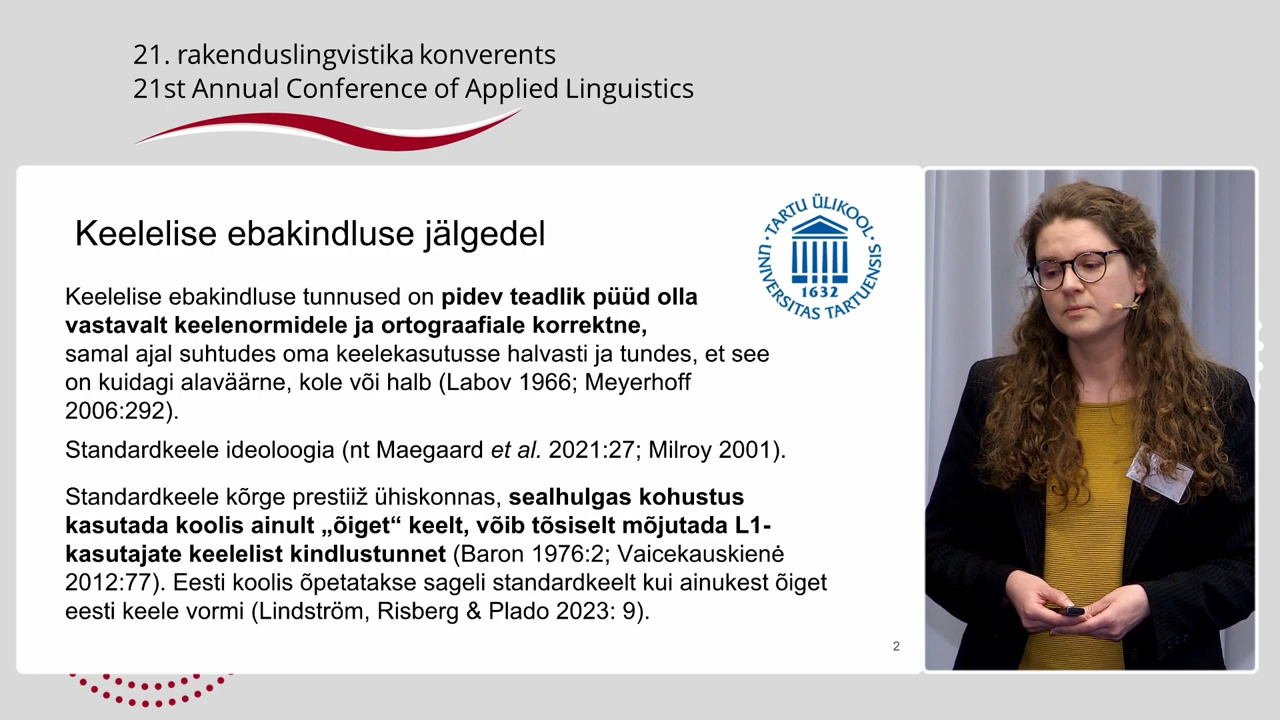 21. rakenduslingvistika konverents
21st Annual Conference of Applied Linguistics
Keelelise ebakindluse jälgedel
TARTU ÜLIKOOL
UNIVERSITAS TARTUENSIS
1632
Keelelise ebakindluse tunnused on pidev teadlik püüd olla
vastavalt keelenormidele ja ortograafiale korrektne,
samal ajal suhtudes oma keelekasutusse halvasti ja tundes, et see
on kuidagi alaväärne, kole või halb (Labov 1966; Meyerhoff
2006:292).
Standardkeele ideoloogia (nt Maegaard et al. 2021:27; Milroy 2001).
Standardkeele kõrge prestiiž ühiskonnas, sealhulgas kohustus
kasutada koolis ainult „õiget“ keelt, võib tõsiselt mõjutada L1-
kasutajate keelelist kindlustunnet (Baron 1976:2; Vaicekauskienė
2012:77). Eesti koolis õpetatakse sageli standardkeelt kui ainukest õiget
eesti keele vormi (Lindström, Risberg & Plado 2023: 9).
2